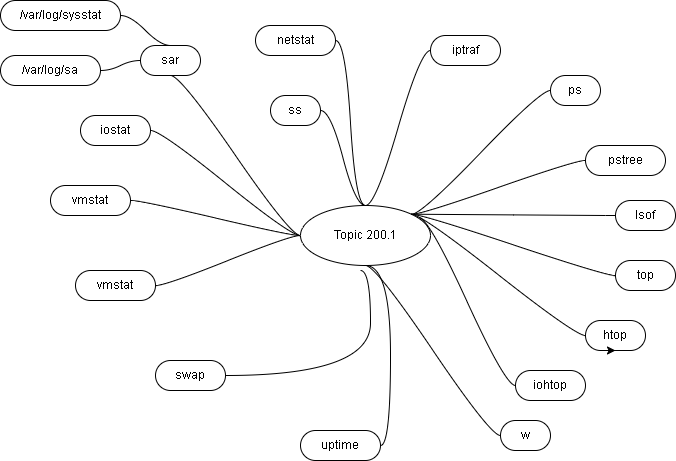 /var/log/sysstat
netstat
iptraf
sar
/var/log/sa
ps
ss
iostat
pstree
vmstat
lsof
Topic 200.1
top
vmstat
htop
swap
iohtop
w
uptime